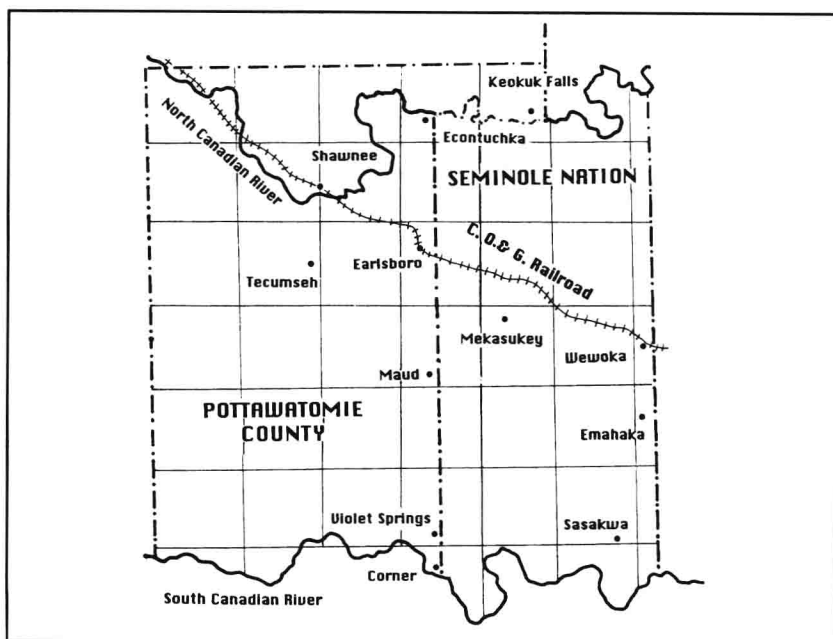 Keokuk Falls
North Canadian River
Econtuchka
Shawnee
SEMINOLE NATION
C. O.& G. Railroad
Earlsboro
Tecumseh
Mekasukey
Wewoka
Maud
POTTAWATOMIE
COUNTY
Emahaka
Violet Springs
Sasakwa
Corner
South Canadian River